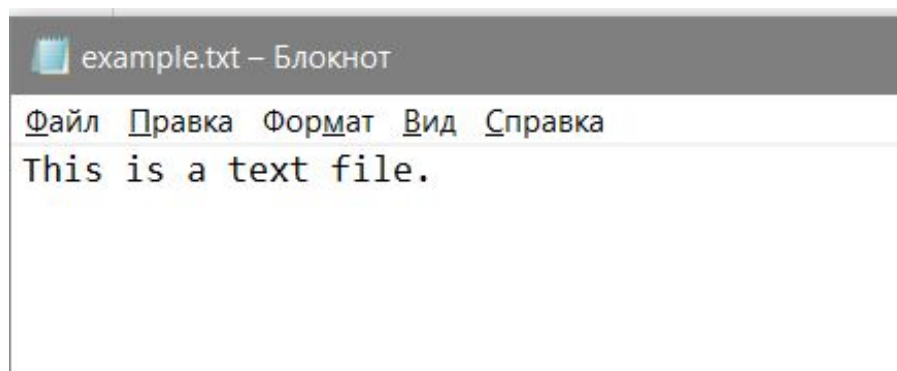 example.txt – Блокнот
Файл Правка Формат Вид Справка
This is a text file.